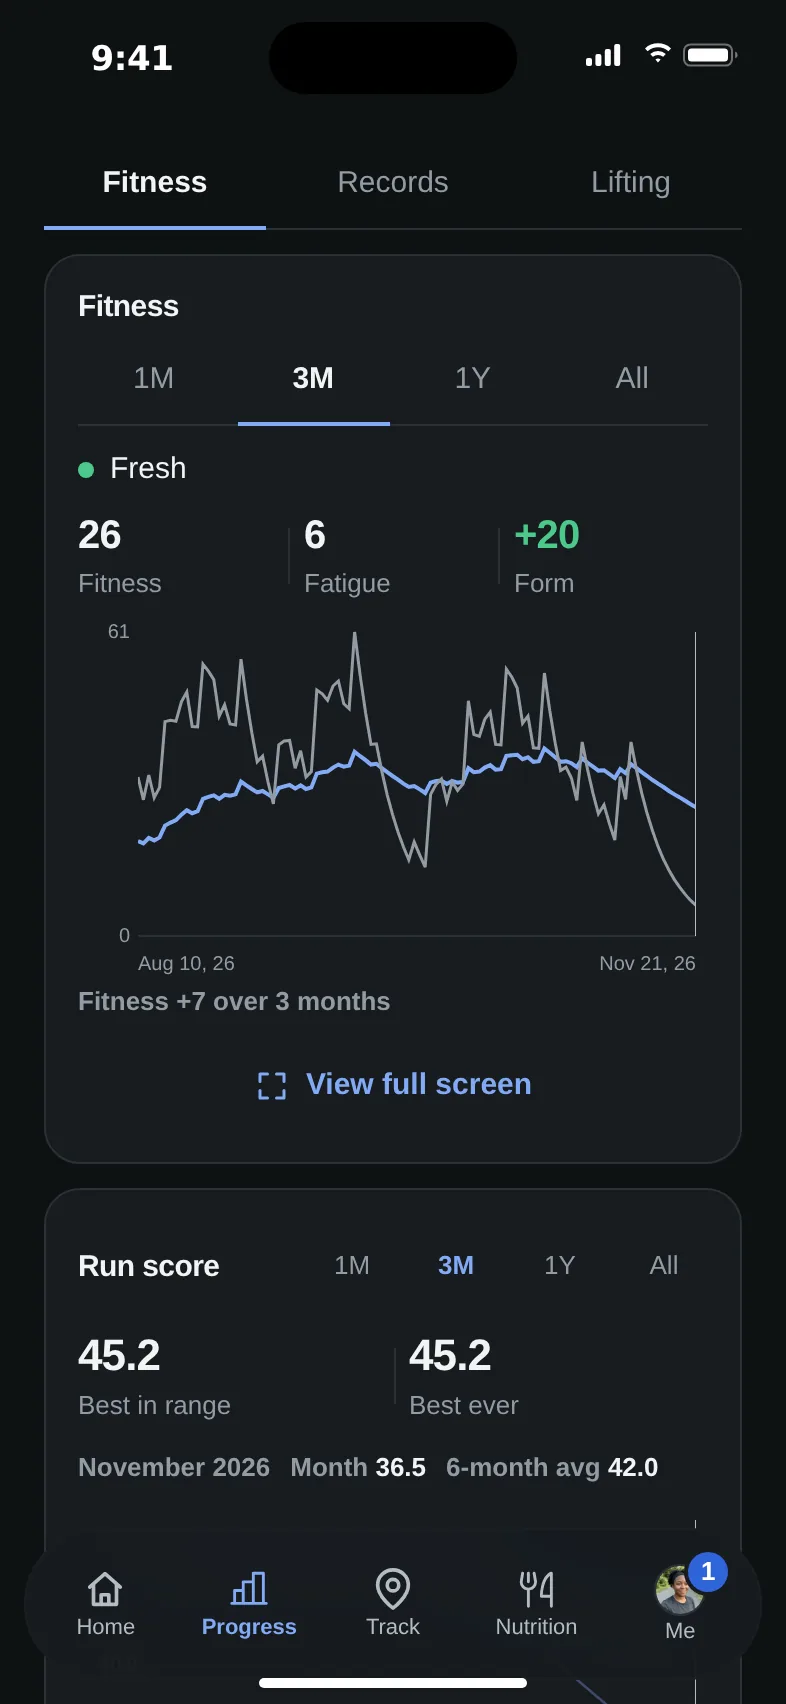 9:41
Fitness Records Lifting
Fitness
1M 3M 1Y All
Fresh
26 6 +20
Fitness Fatigue Form
61
0
Aug 10, 26 Nov 21, 26
Fitness +7 over 3 months
View full screen
Run score 1M 3M 1Y All
45.2 45.2
Best in range Best ever
November 2026 Month 36.5 6-month avg 42.0
1
Home Progress Track Nutrition Me